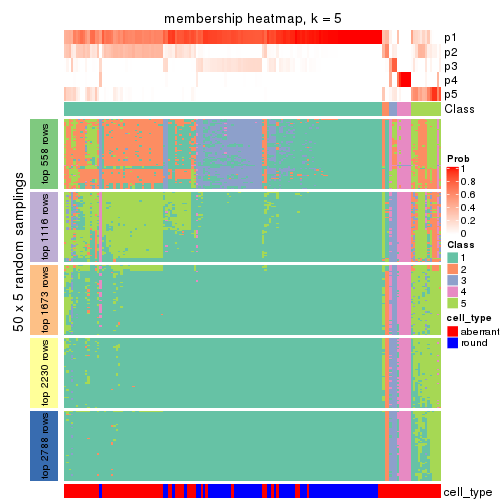 membership heatmap, k = 5
p1
p2
p3
p4
p5
Class
50 x 5 random samplings
top 558 rows
top 1116 rows
top 1673 rows
top 2230 rows
top 2788 rows
cell_type
Prob
1
0.8
0.6
0.4
0.2
0
Class
1
2
3
4
5
cell_type
aberrant
round